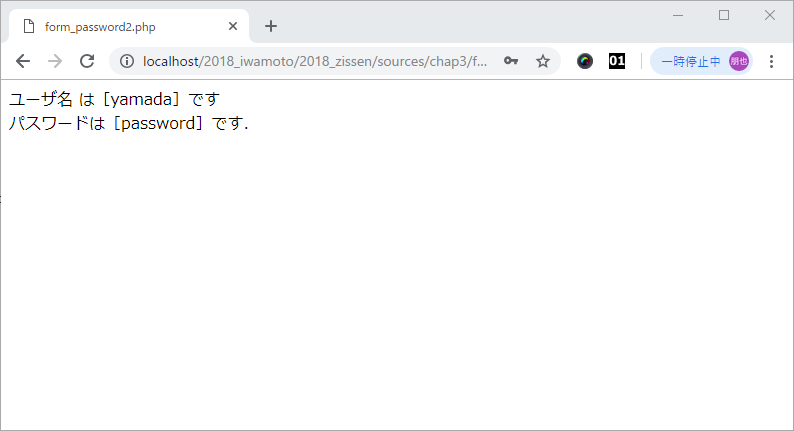 form_password2.php
localhost/2018_iwamoto/2018_zissen/sources/chap3/f...
01
一時停止中
朋也
ユーザ名 は［yamada］です
パスワードは［password］です.